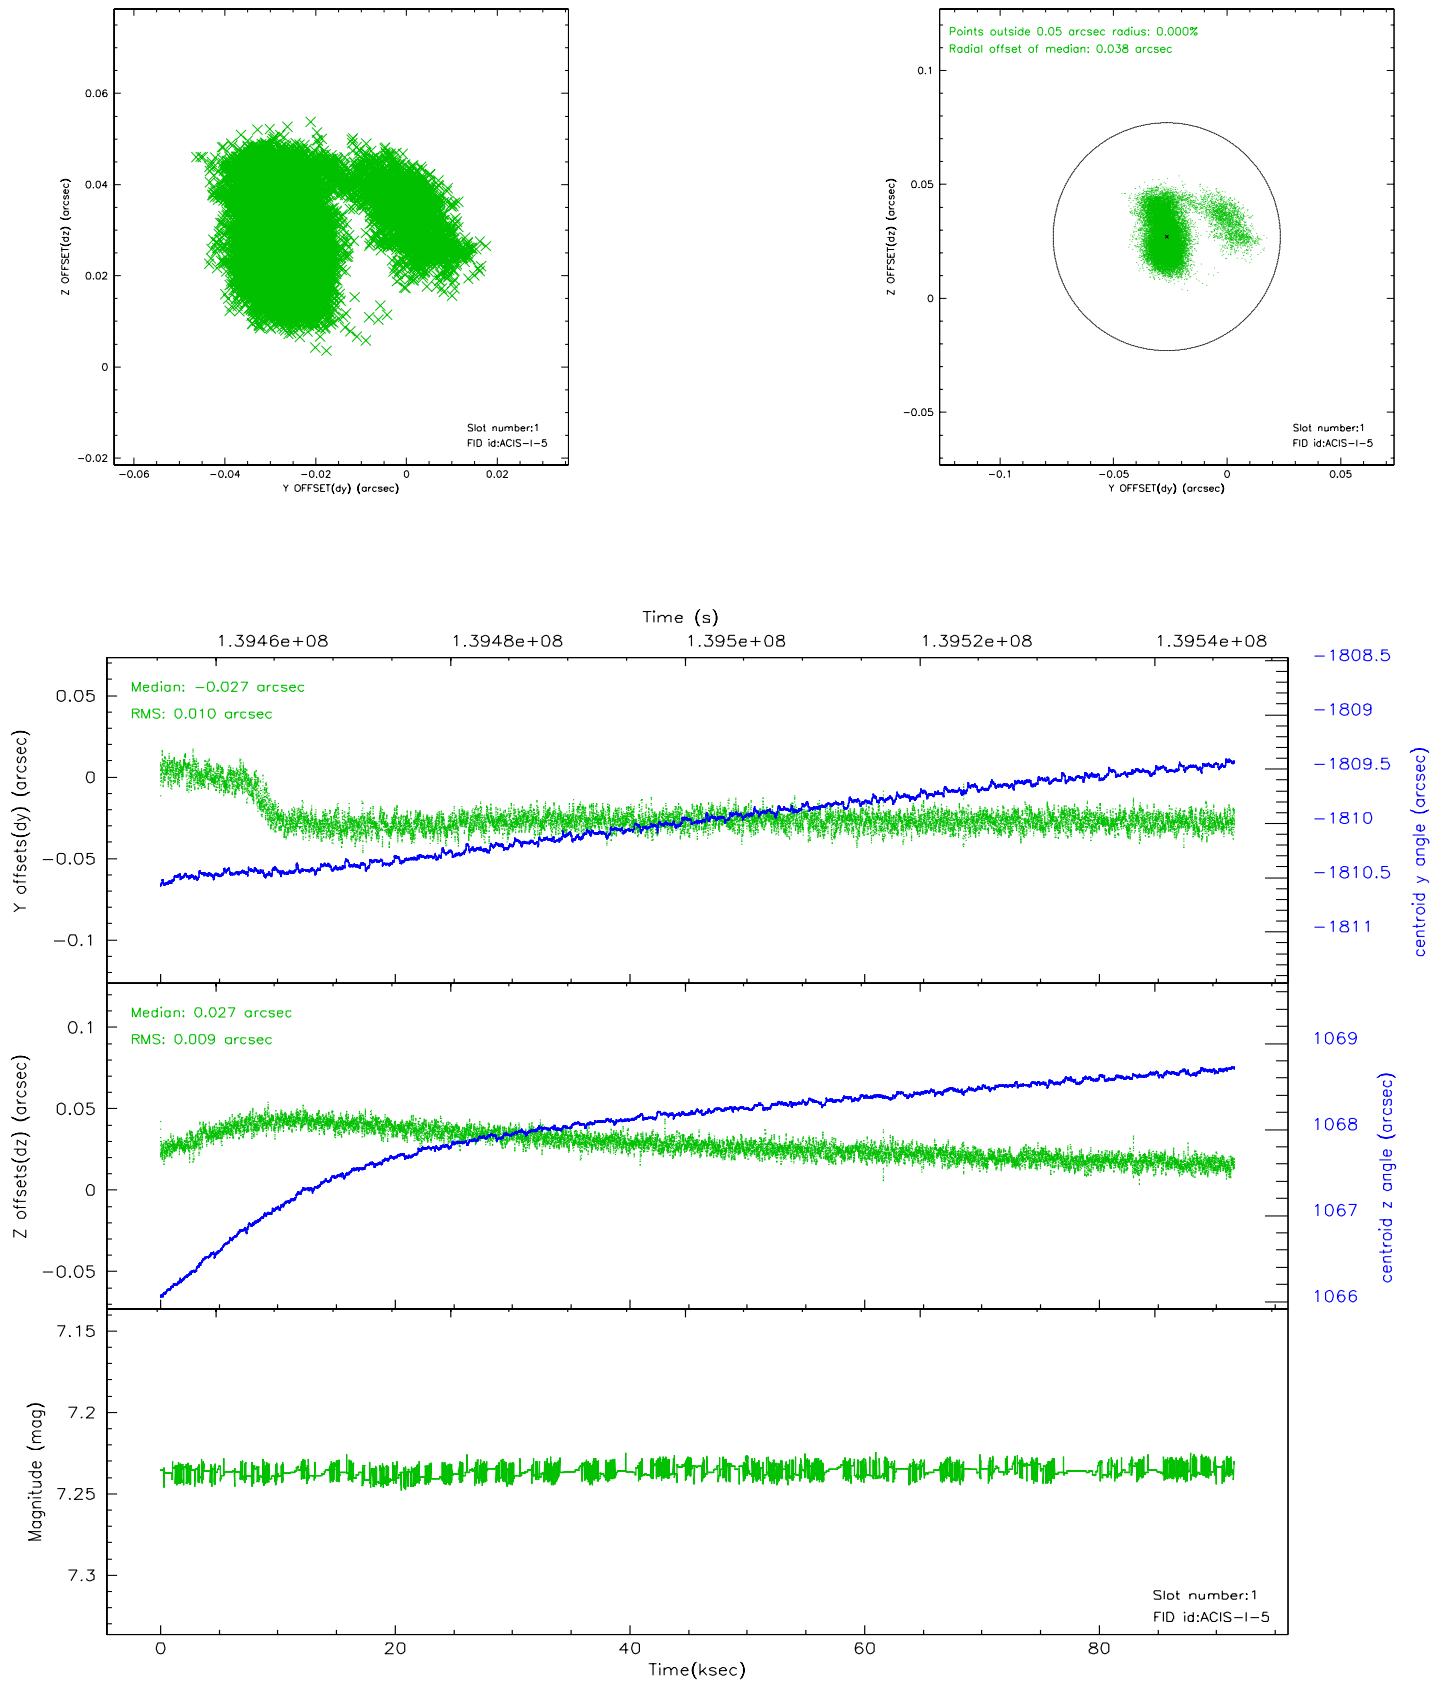 0.06
0.04
0.02
0
−0.02
Z OFFSET(dz) (arcsec)
−0.06 −0.04 −0.02 0 0.02
Y OFFSET(dy) (arcsec)
Slot number:1
FID id:ACIS−I−5
Points outside 0.05 arcsec radius: 0.000%
Radial offset of median: 0.038 arcsec
0.1
0.05
0
−0.05
Z OFFSET(dz) (arcsec)
−0.1 −0.05 0 0.05
Y OFFSET(dy) (arcsec)
Slot number:1
FID id:ACIS−I−5
Time (s)
1.3946e+08 1.3948e+08 1.395e+08 1.3952e+08 1.3954e+08
Median: −0.027 arcsec
RMS: 0.010 arcsec
0.05
0
−0.05
−0.1
Y offsets(dy) (arcsec)
−1808.5
−1809
−1809.5
−1810
−1810.5
−1811
centroid y angle (arcsec)
Median: 0.027 arcsec
RMS: 0.009 arcsec
0.1
0.05
0
−0.05
Z offsets(dz) (arcsec)
1069
1068
1067
1066
centroid z angle (arcsec)
7.15
7.2
7.25
7.3
Magnitude (mag)
Slot number:1
FID id:ACIS−I−5
0 20 40 60 80
Time(ksec)